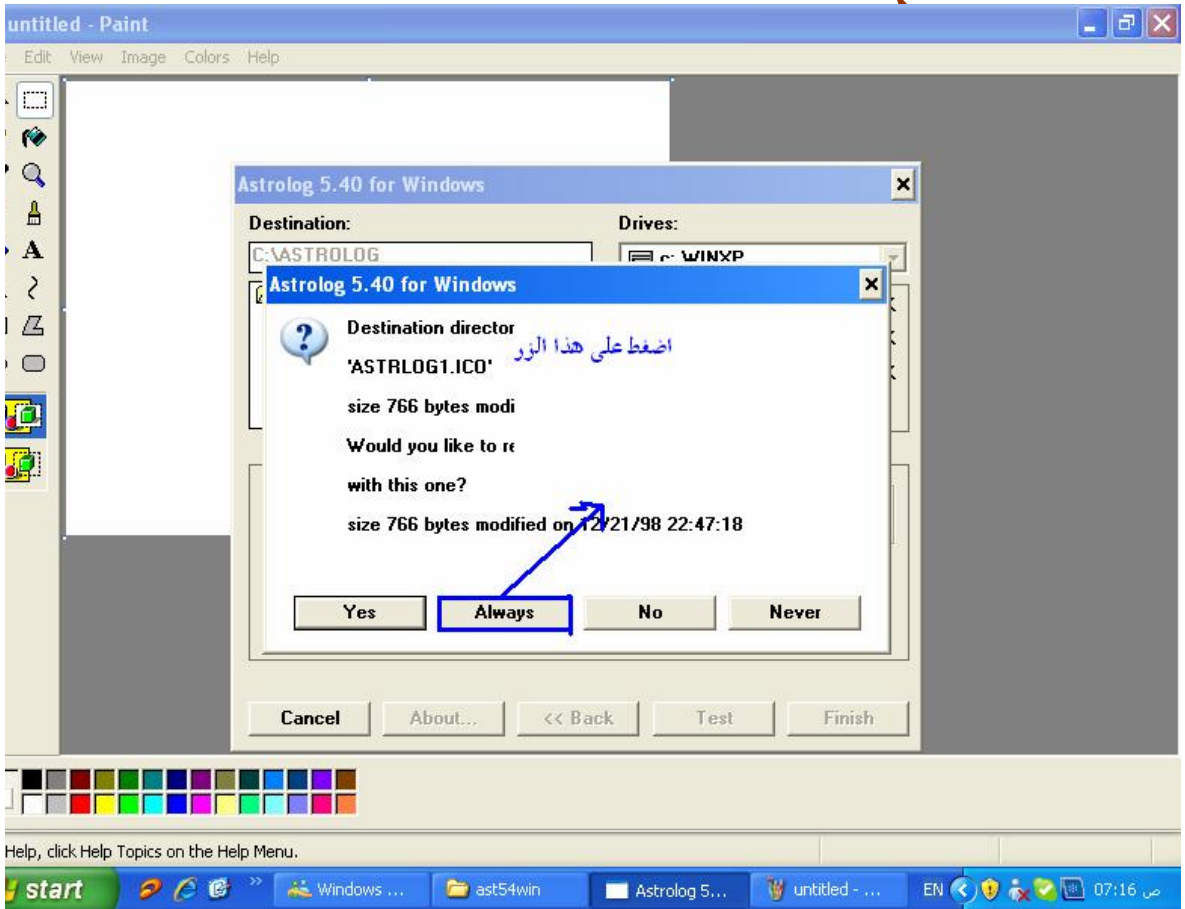 untitled - Paint
Edit View Image Colors Help
Astrolog 5.40 for Windows
Destination: Drives:
C:\ASTROLOG c: WINXP
Astrolog 5.40 for Windows
Destination director
اضغط على هذا الزر
'ASTRLOG1.ICO'
size 766 bytes modi
Would you like to re
with this one?
size 766 bytes modified on 12/21/98 22:47:18
Yes Always No Never
Cancel About... << Back Test Finish
Help, click Help Topics on the Help Menu.
start Windows ... ast54win Astrolog 5... untitled - ... EN 07:16 ص